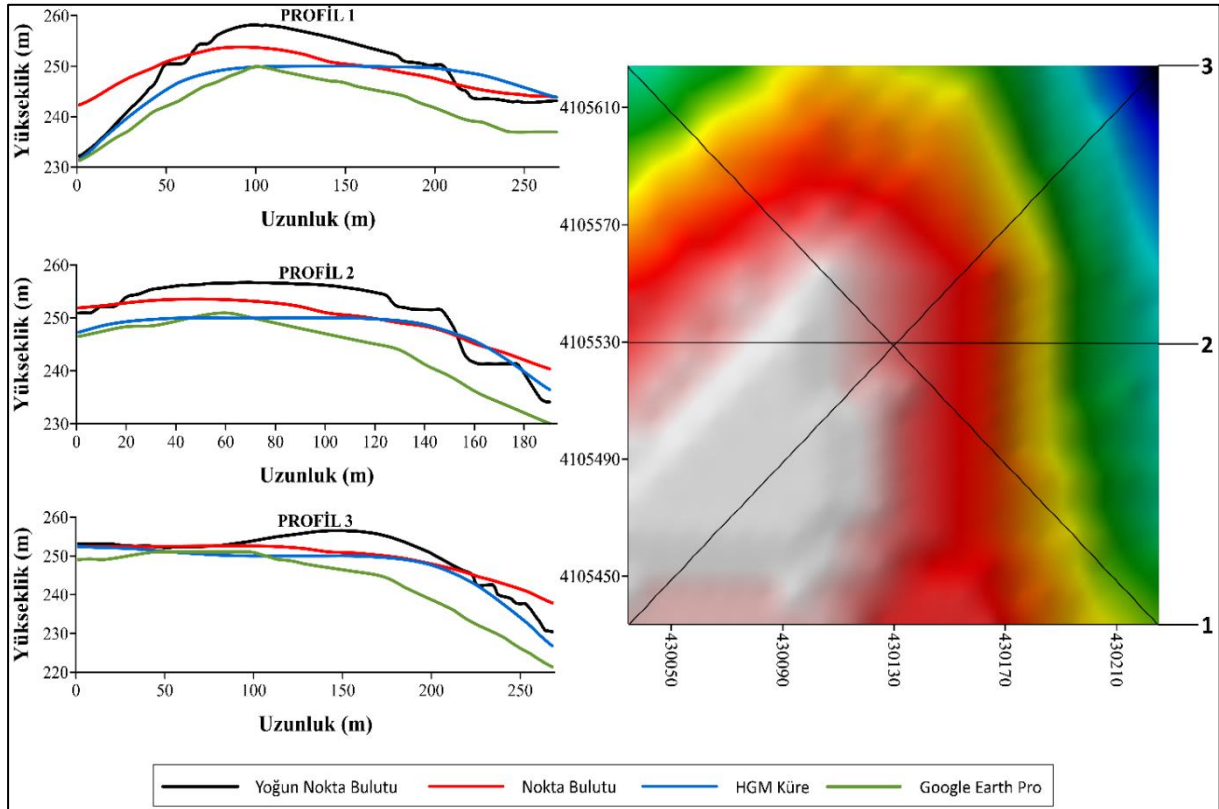 PROFİL 1
Yükseklik (m)
260
250
240
230
0 50 100 150 200 250
Uzunluk (m)
PROFİL 2
Yükseklik (m)
260
250
240
230
0 20 40 60 80 100 120 140 160 180
Uzunluk (m)
PROFİL 3
Yükseklik (m)
260
250
240
230
220
0 50 100 150 200 250
Uzunluk (m)
4105610
4105570
4105530
4105490
4105450
430050 430090 430130 430170 430210
3
2
1
Yoğun Nokta Bulutu Nokta Bulutu HGM Küre Google Earth Pro